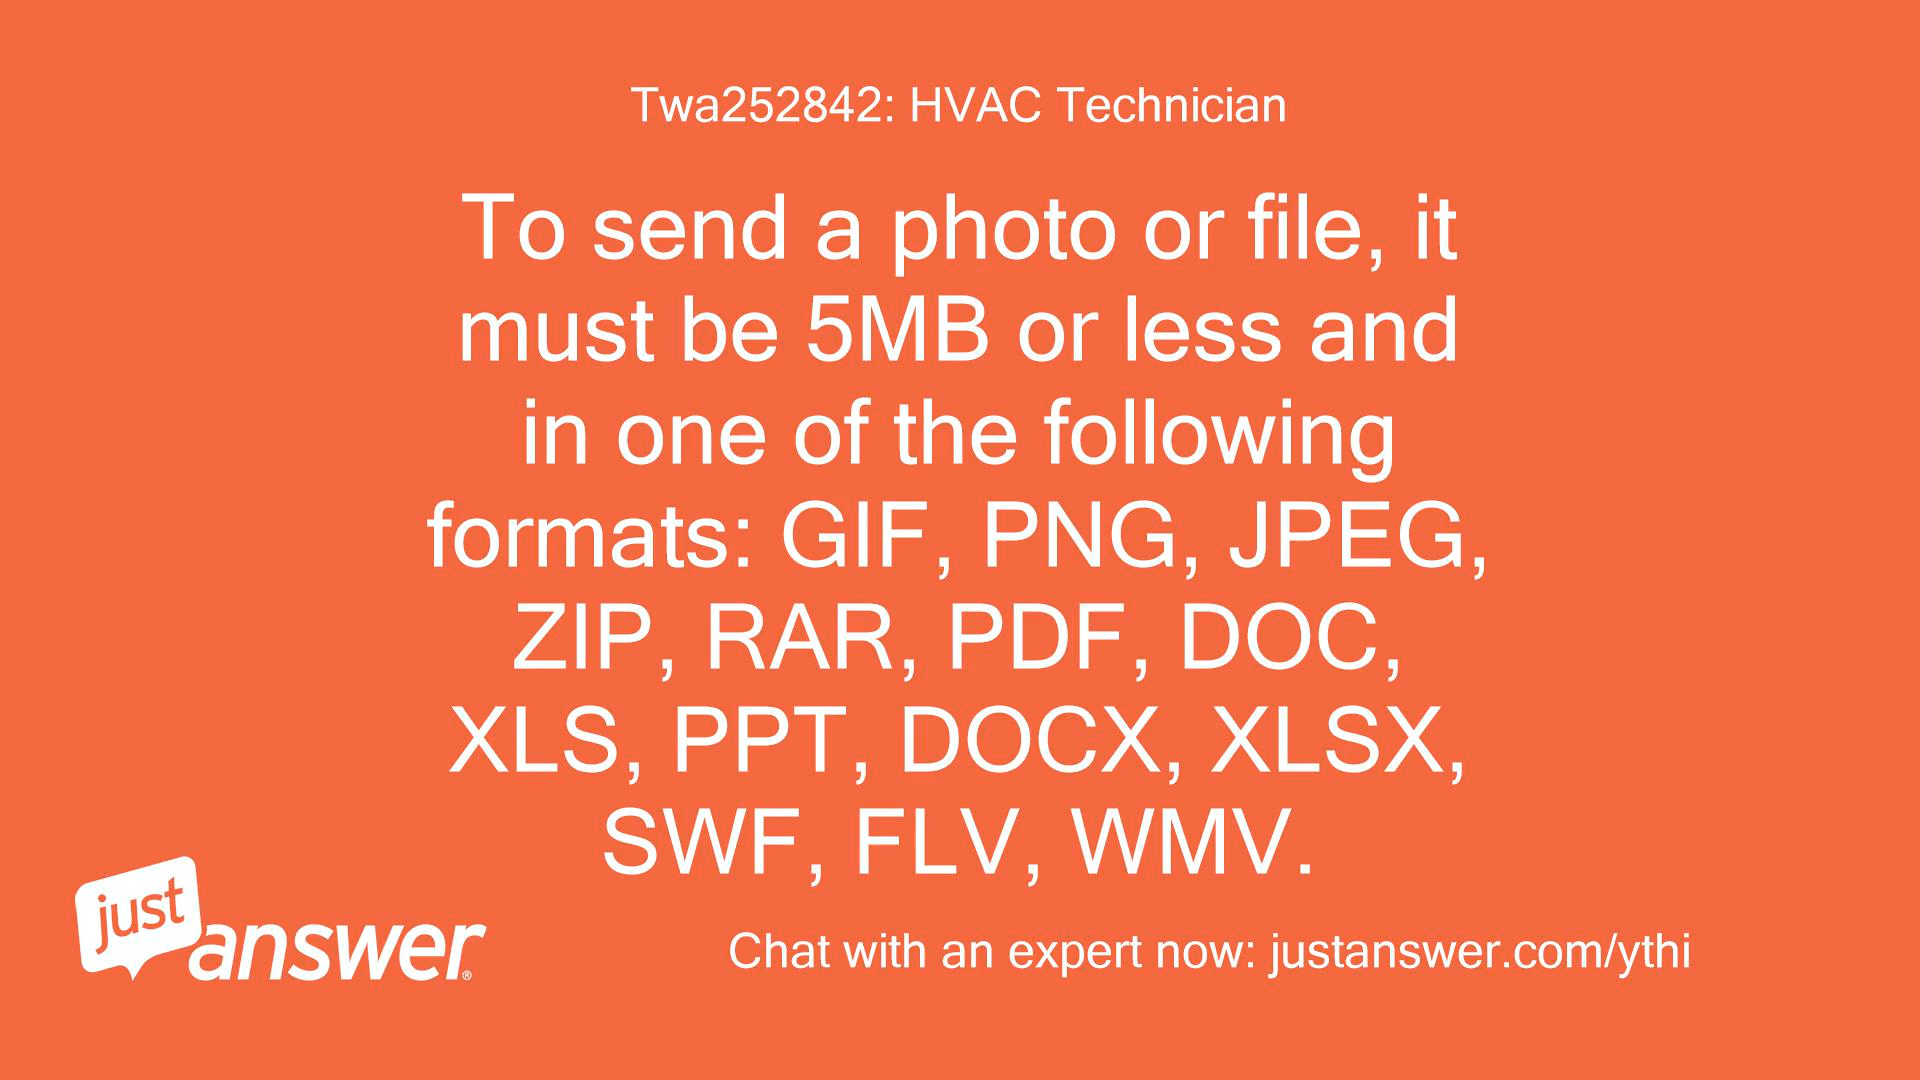 Twa252842: HVAC Technician
To send a photo or file, it
must be 5MB or less and
in one of the following
formats: GIF, PNG, JPEG,
ZIP, RAR, PDF, DOC,
XLS, PPT, DOCX, XLSX,
SWF, FLV, WMV.
just
answer®
Chat with an expert now: justanswer.com/ythi